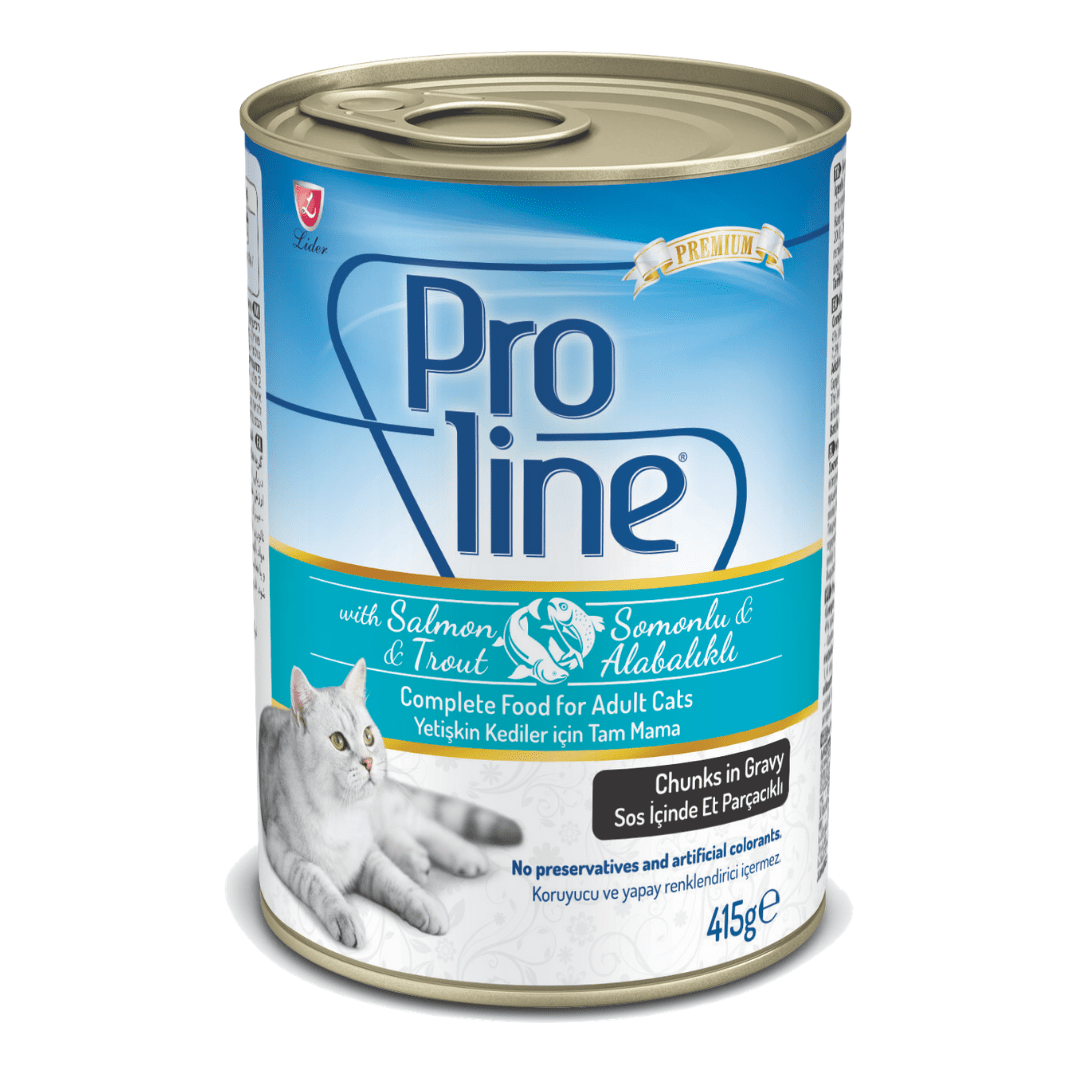 Lider
PREMIUM
Pro
line®
with Salmon
& Trout
Somonlu &
Alabalıklı
Complete Food for Adult Cats
Yetişkin Kediler için Tam Mama
Chunks in Gravy
Sos İçinde Et Parçacıklı
No preservatives and artificial colorants.
Koruyucu ve yapay renklendirici içermez.
415g℮